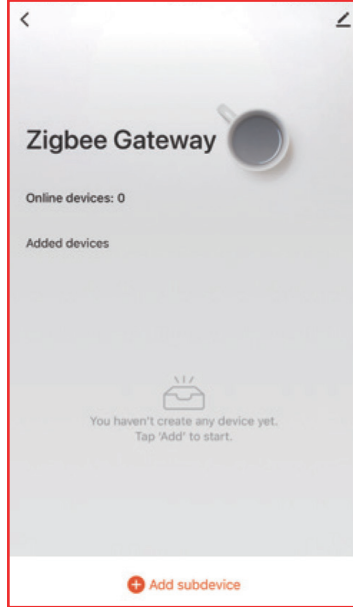 Zigbee Gateway
Online devices: 0
Added devices
You haven't create any device yet.
Tap 'Add' to start.
Add subdevice